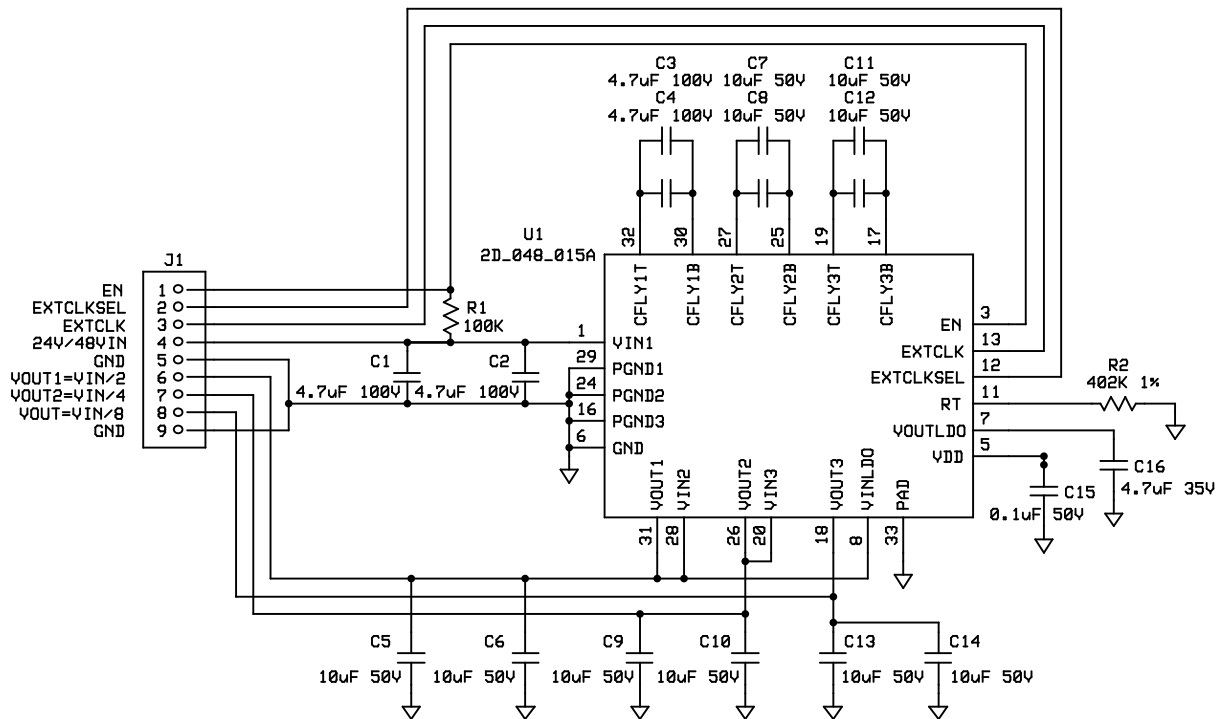 C3
4.7uF 100V
C4
4.7uF 100V
C7
10uF 50V
C8
10uF 50V
C11
10uF 50V
C12
10uF 50V
U1
2D_048_015A
32
30
27
25
19
17
CFLY1T
CFLY1B
CFLY2T
CFLY2B
CFLY3T
CFLY3B
J1
EN 1
EXTCLKSEL 2
EXTCLK 3
24V/48VIN 4
GND 5
VOUT1=VIN/2 6
VOUT2=VIN/4 7
VOUT=VIN/8 8
GND 9
R1
100K
C1
4.7uF 100V
C2
4.7uF 100V
1 VIN1
29 PGND1
24 PGND2
16 PGND3
6 GND
EN 3
EXTCLK 13
EXTCLKSEL 12
RT 11
VOUTLDO 7
VDD 5
R2
402K 1%
C16
4.7uF 35V
C15
0.1uF 50V
VOUT1
VIN2
VOUT2
VIN3
VOUT3
VINLDO
PAD
31
28
26
20
18
8
33
C5
10uF 50V
C6
10uF 50V
C9
10uF 50V
C10
10uF 50V
C13
10uF 50V
C14
10uF 50V